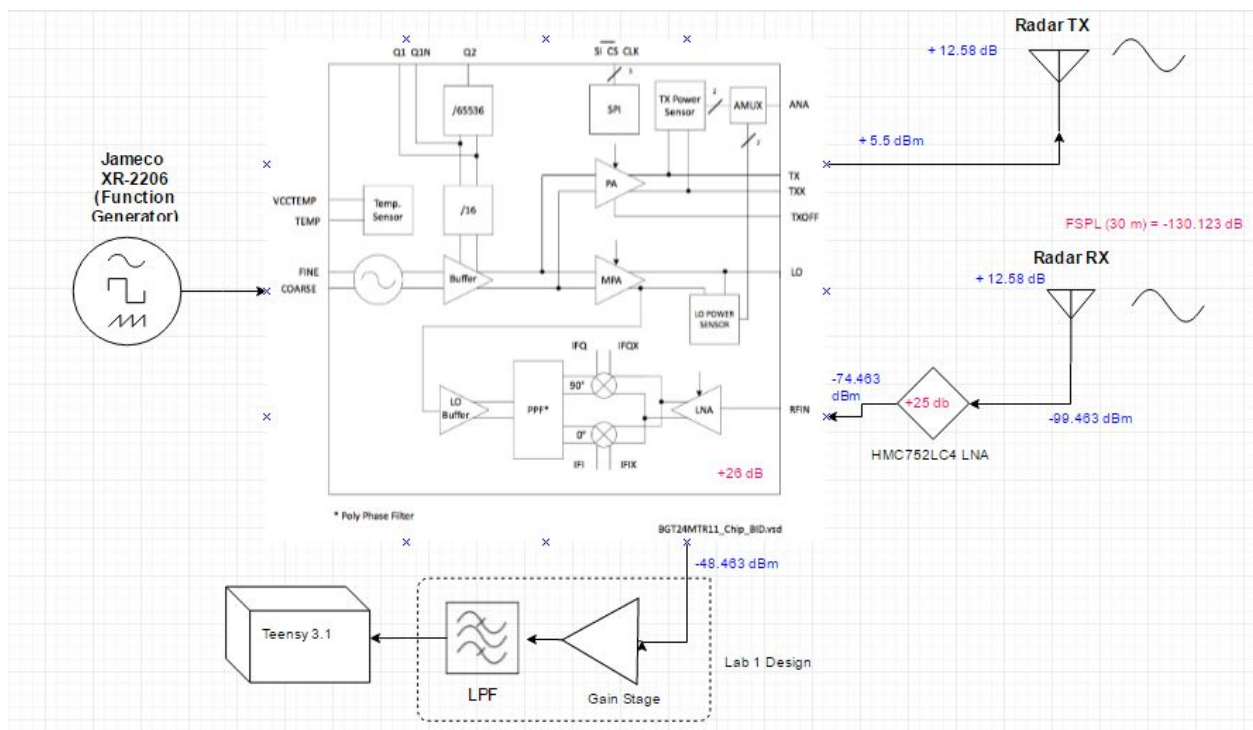 Radar TX
+ 12.58 dB
Q1 Q1N Q2 SI CS CLK
/65536
SPI
TX Power
Sensor
AMUX
ANA
+ 5.5 dBm
Jameco
XR-2206
(Function
Generator)
PA
TX
TXX
VCCTEMP
TEMP
Temp.
Sensor
/16
TXOFF
FSPL (30 m) = -130.123 dB
Radar RX
+ 12.58 dB
FINE
COARSE
Buffer
MPA
LO
LO POWER
SENSOR
IFQ IFQX
90°
LO
Buffer
PPF*
LNA
RFIN
0°
IFI IFIX
-74.463
dBm
+25 db
-99.463 dBm
HMC752LC4 LNA
+26 dB
* Poly Phase Filter
BGT24MTR11_Chip_BID.vsd
-48.463 dBm
Teensy 3.1
LPF
Gain Stage
Lab 1 Design